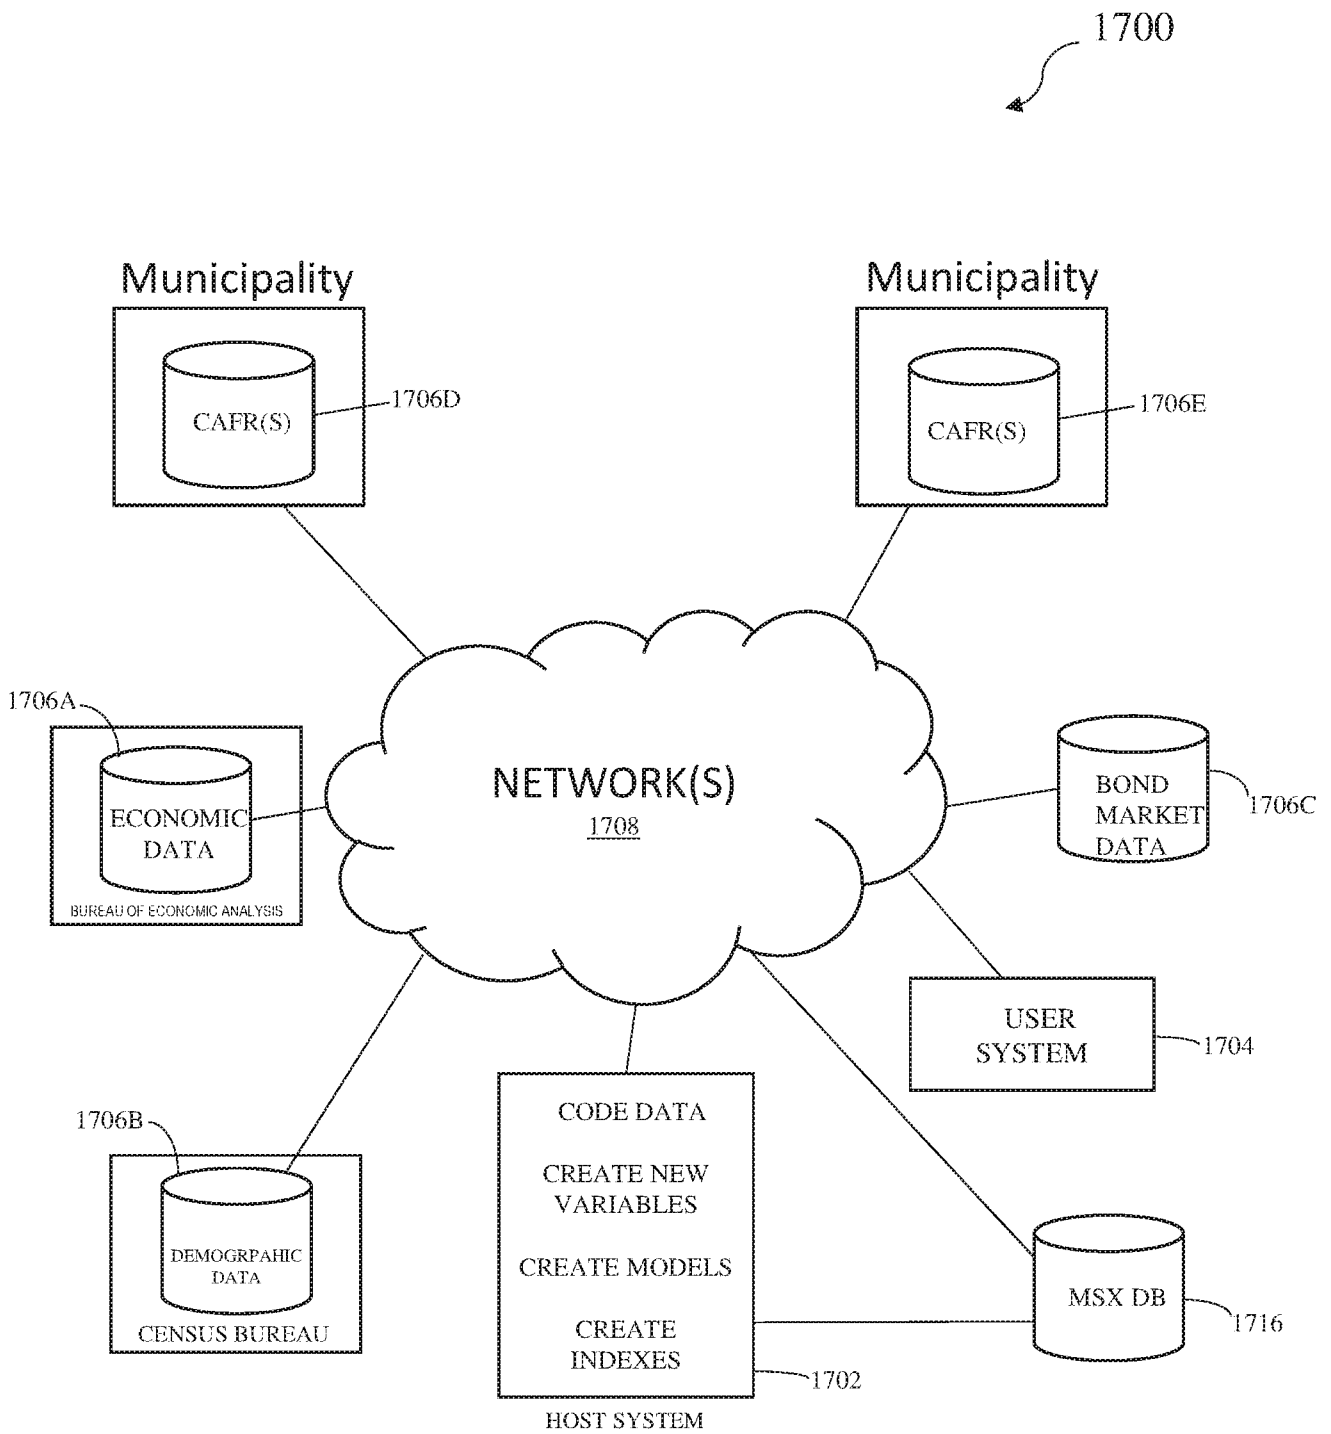 1700
Municipality
Municipality
CAFR(S)
1706D
CAFR(S)
1706E
1706A
ECONOMIC
DATA
BUREAU OF ECONOMIC ANALYSIS
NETWORK(S)
1708
BOND
MARKET
DATA
1706C
USER
SYSTEM
1704
1706B
DEMOGRPAHIC
DATA
CENSUS BUREAU
CODE DATA
CREATE NEW
VARIABLES
CREATE MODELS
CREATE
INDEXES
1702
HOST SYSTEM
MSX DB
1716